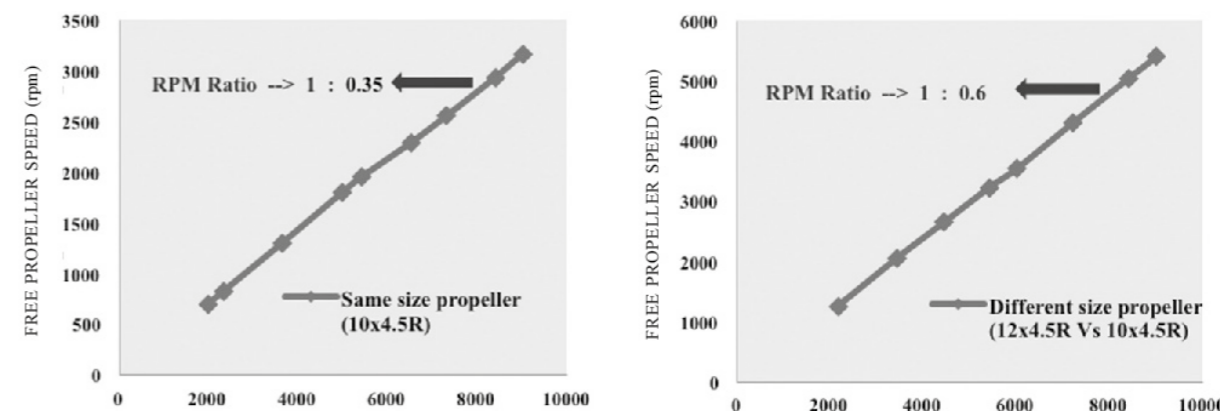 3500
3000
2500
2000
1500
1000
500
0
FREE PROPELLER SPEED (rpm)
RPM Ratio --> 1 : 0.35
Same size propeller
(10x4.5R)
0 2000 4000 6000 8000 10000
6000
5000
4000
3000
2000
1000
0
FREE PROPELLER SPEED (rpm)
RPM Ratio --> 1 : 0.6
Different size propeller
(12x4.5R Vs 10x4.5R)
0 2000 4000 6000 8000 10000